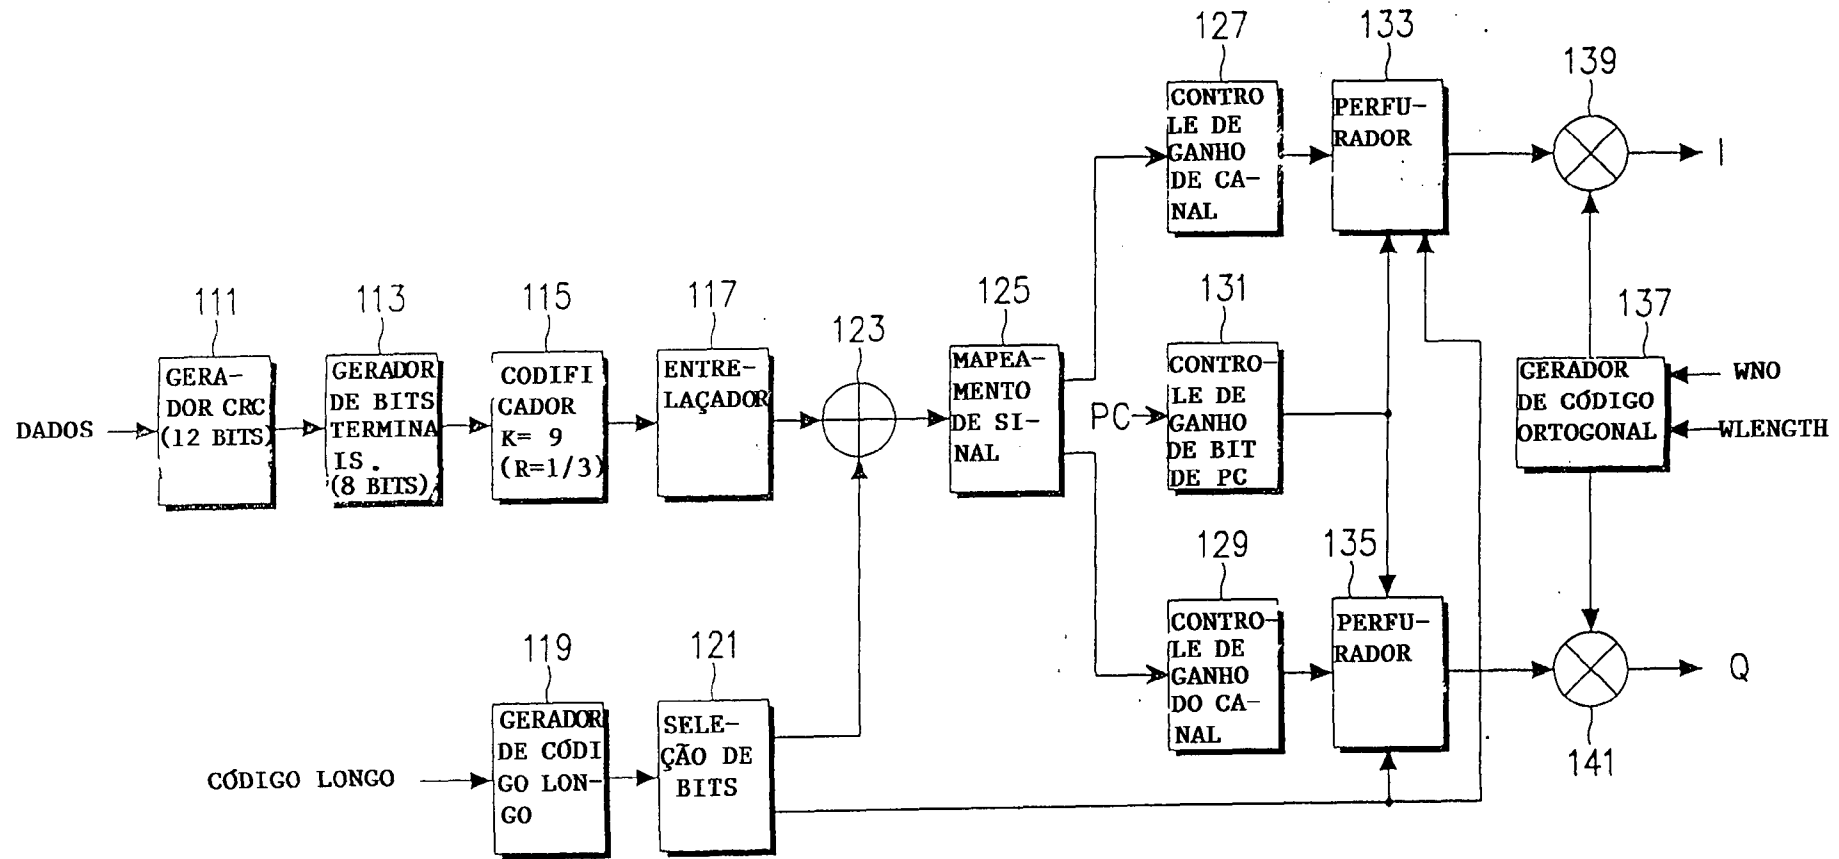 127
133
139
CONTRO
LE DE
GANHO
DE CA-
NAL
PERFU-
RADOR
I
111
113
115
117
123
125
131
137
GERA-
DOR CRC
(12 BITS)
GERADOR
DE BITS
TERMINA
IS.
(8 BITS)
CODIFI
CADOR
K= 9
(R=1/3)
ENTRE-
LAÇADOR
MAPEA-
MENTO
DE SI-
NAL
CONTRO-
LE DE
GANHO
DE BIT
DE PC
GERADOR
DE CÓDIGO
ORTOGONAL
WNO
WLENGTH
DADOS
PC
129
135
CONTRO-
LE DE
GANHO
DO CA-
NAL
PERFU-
RADOR
Q
141
119
121
GERADOR
DE CÓDI
GO LON-
GO
SELE-
ÇÃO DE
BITS
CÓDIGO LONGO